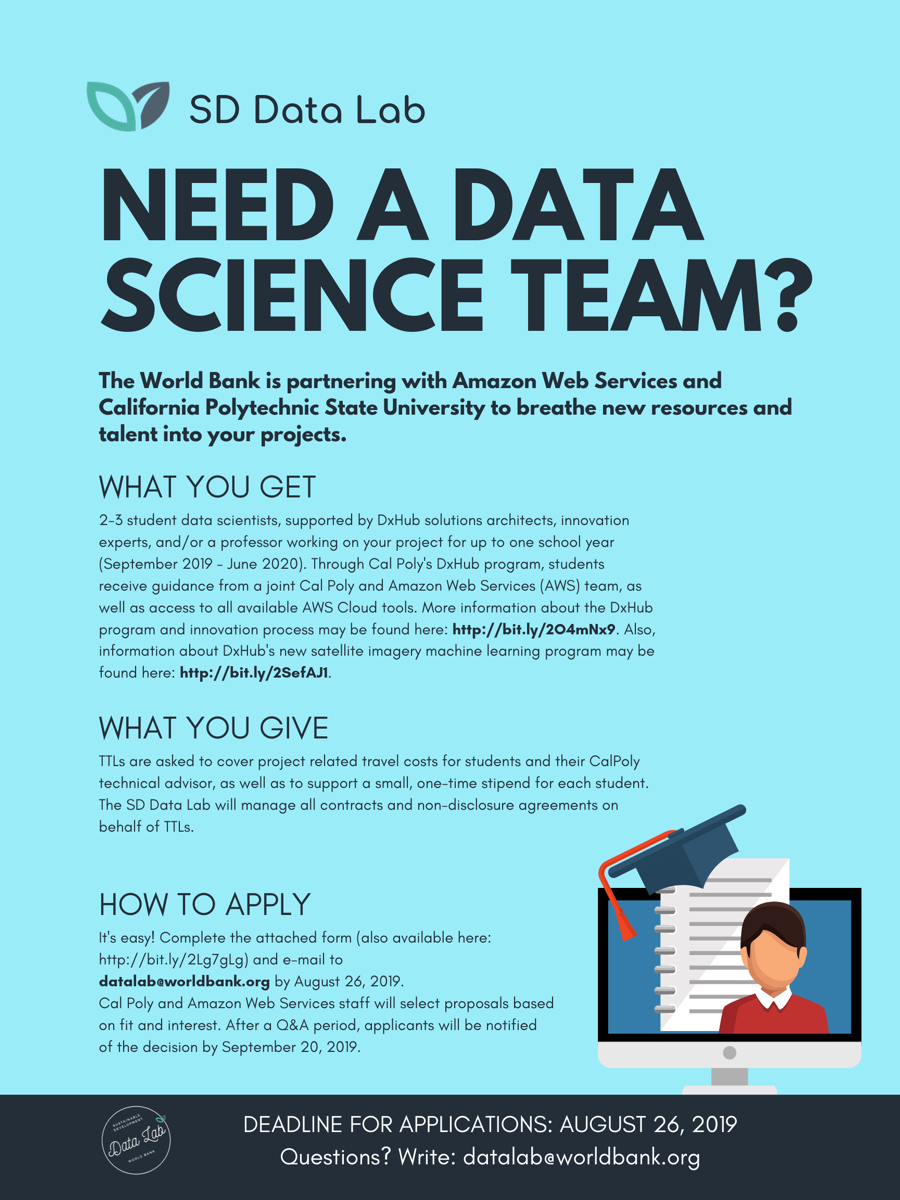 SD Data Lab
NEED A DATA
SCIENCE TEAM?
The World Bank is partnering with Amazon Web Services and
California Polytechnic State University to breathe new resources and
talent into your projects.
WHAT YOU GET
2-3 student data scientists, supported by DxHub solutions architects, innovation
experts, and/or a professor working on your project for up to one school year
(September 2019 - June 2020). Through Cal Poly's DxHub program, students
receive guidance from a joint Cal Poly and Amazon Web Services (AWS) team, as
well as access to all available AWS Cloud tools. More information about the DxHub
program and innovation process may be found here: http://bit.ly/2O4mNx9. Also,
information about DxHub's new satellite imagery machine learning program may be
found here: http://bit.ly/2SefAJ1.
WHAT YOU GIVE
TTLs are asked to cover project related travel costs for students and their CalPoly
technical advisor, as well as to support a small, one-time stipend for each student.
The SD Data Lab will manage all contracts and non-disclosure agreements on
behalf of TTLs.
HOW TO APPLY
It's easy! Complete the attached form (also available here:
http://bit.ly/2Lg7gLg) and e-mail to
datalab@worldbank.org by August 26, 2019.
Cal Poly and Amazon Web Services staff will select proposals based
on fit and interest. After a Q&A period, applicants will be notified
of the decision by September 20, 2019.
SUSTAINABLE
DEVELOPMENT
Data Lab
WORLD BANK
DEADLINE FOR APPLICATIONS: AUGUST 26, 2019
Questions? Write: datalab@worldbank.org